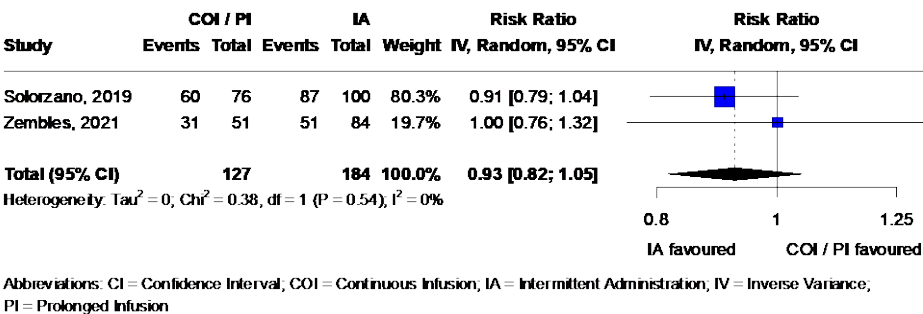 COI / PI IA Risk Ratio Risk Ratio
Study Events Total Events Total Weight IV, Random, 95% CI IV, Random, 95% CI
Solorzano, 2019 60 76 87 100 80.3% 0.91 [0.79; 1.04]
Zembles, 2021 31 51 51 84 19.7% 1.00 [0.76; 1.32]
Total (95% CI) 127 184 100.0% 0.93 [0.82; 1.05]
Heterogeneity: Tau² = 0; Chi² = 0.38, df = 1 (P = 0.54); I² = 0%
0.8 1 1.25
IA favoured COI / PI favoured
Abbreviations: CI = Confidence Interval; COI = Continuous Infusion; IA = Intermittent Administration; IV = Inverse Variance;
PI = Prolonged Infusion